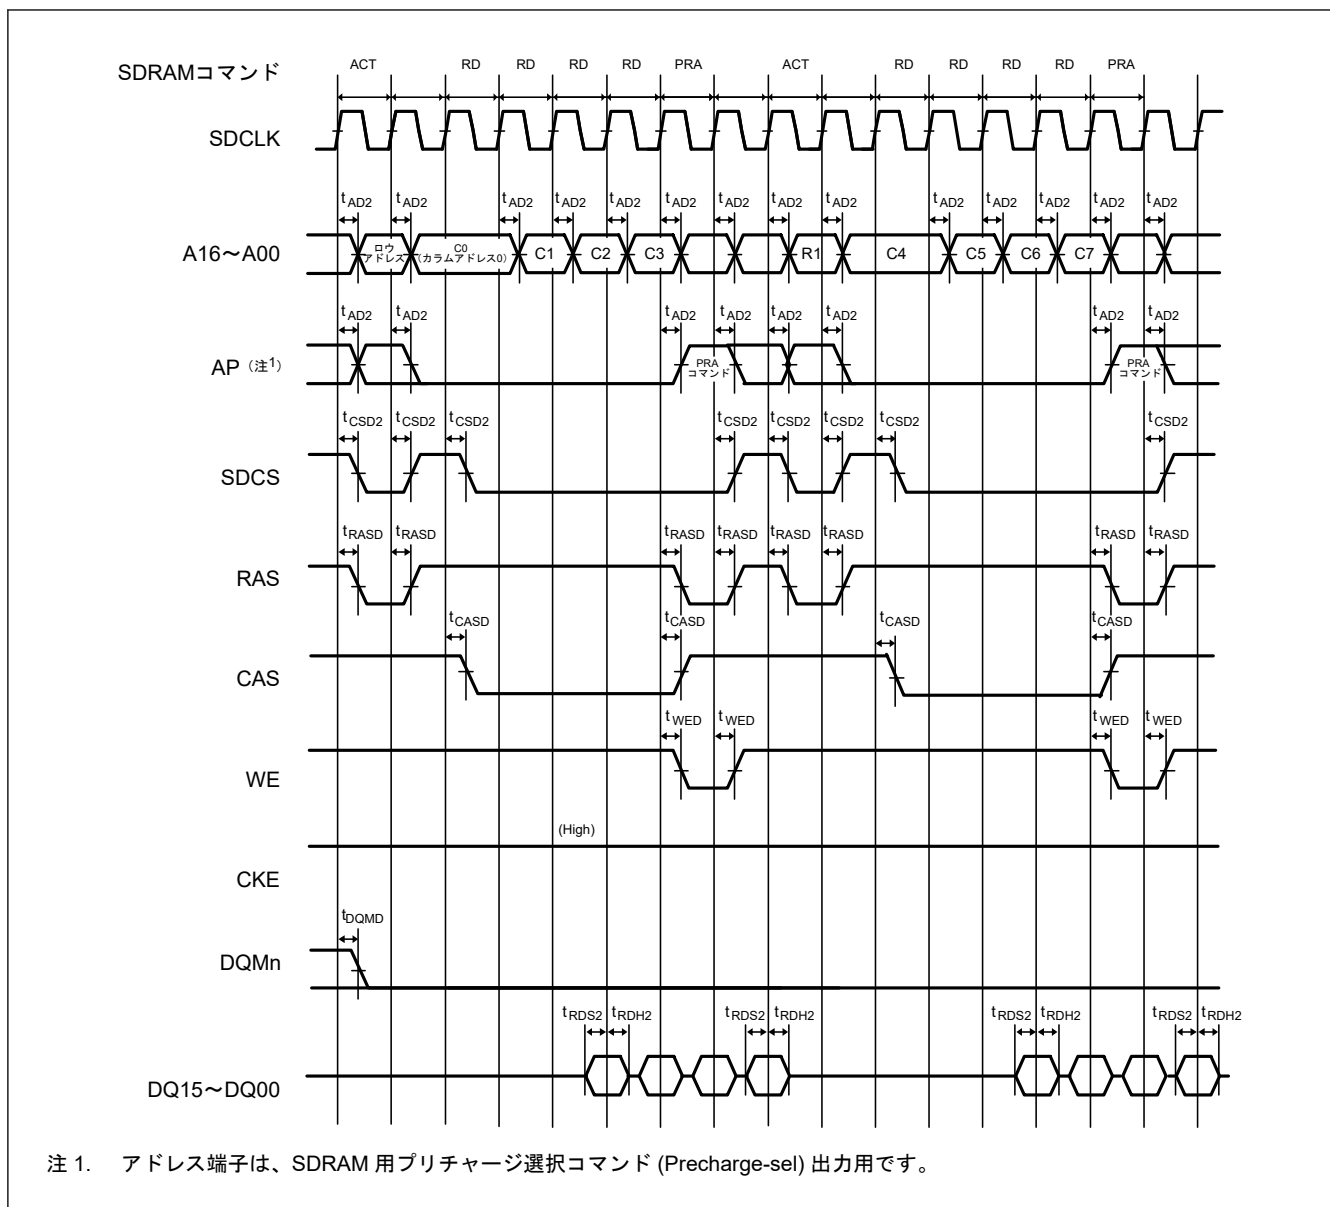 SDRAMコマンド ACT RD RD RD RD PRA ACT RD RD RD RD PRA
SDCLK
tAD2 tAD2 tAD2 tAD2 tAD2 tAD2 tAD2 tAD2 tAD2 tAD2 tAD2 tAD2 tAD2 tAD2
A16～A00 ロウ アドレス C0 (カラムアドレス0) C1 C2 C3 R1 C4 C5 C6 C7
tAD2 tAD2 tAD2 tAD2 tAD2 tAD2 tAD2 tAD2
AP（注1） PRA コマンド PRA コマンド
tCSD2 tCSD2 tCSD2 tCSD2 tCSD2 tCSD2 tCSD2 tCSD2
SDCS
tRASD tRASD tRASD tRASD tRASD tRASD tRASD tRASD
RAS
tCASD tCASD tCASD tCASD
CAS
tWED tWED tWED tWED
WE
(High)
CKE
tDQMD
DQMn
tRDS2 tRDH2 tRDS2 tRDH2 tRDS2 tRDH2 tRDS2 tRDH2
DQ15～DQ00
注 1. アドレス端子は、SDRAM 用プリチャージ選択コマンド (Precharge-sel) 出力用です。